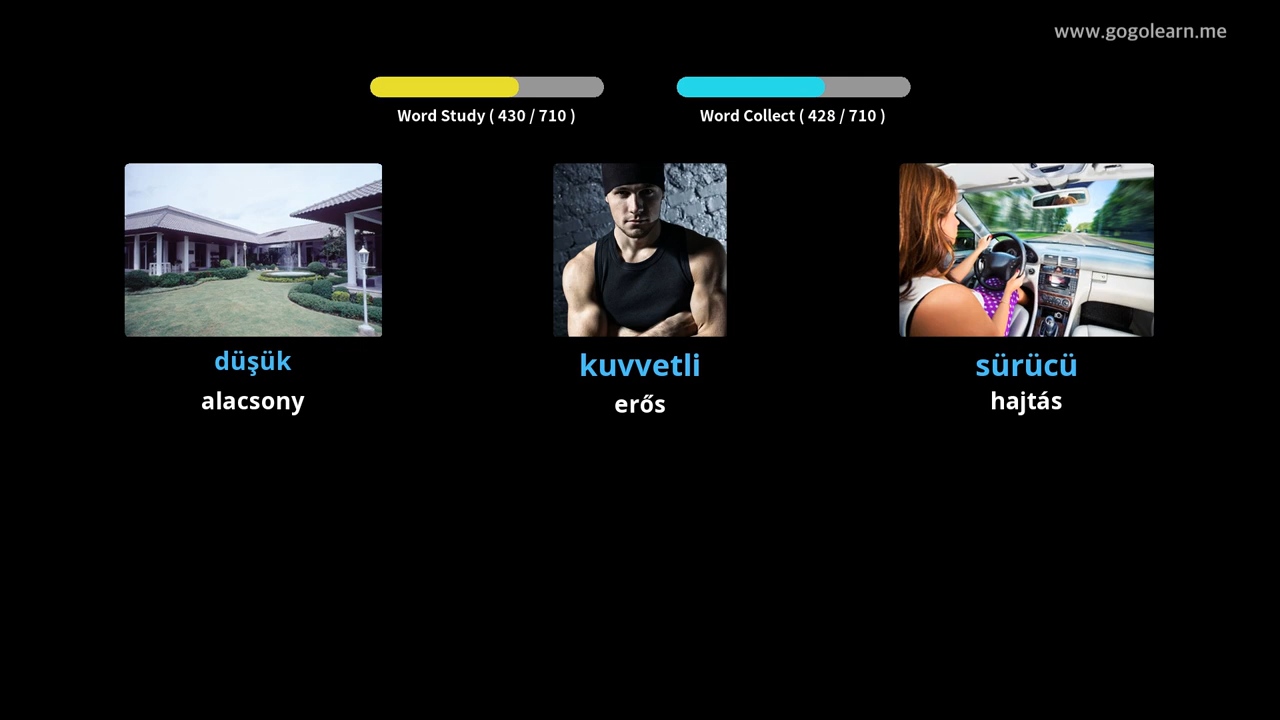 www.gogolearn.me
Word Study ( 430 / 710 )
Word Collect ( 428 / 710 )
düşük
alacsony
kuvvetli
erős
sürücü
hajtás